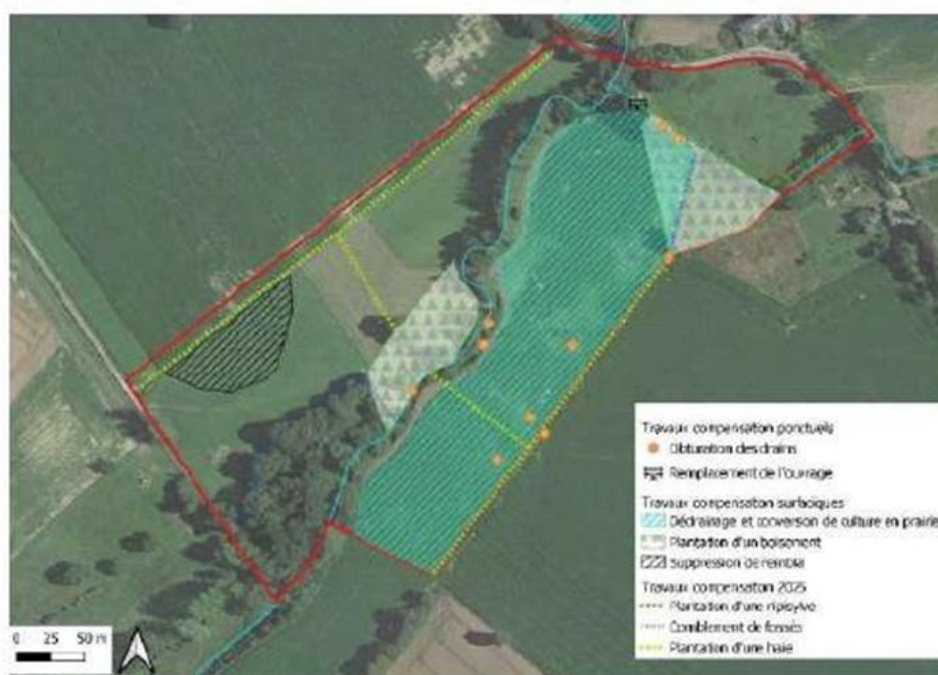 Travaux compensation ponctuels
Obturation des drains
Remplacement de l'ouvrage
Travaux compensaton surfaciques
Dédrainage et conversion de culture en prairie
Plantation d'un boisement
Suppression de remblai
Travaux compensaton 2025
Plantation d'une ripisylve
Comblement de fossés
Plantation d'une haie
0 25 50 m